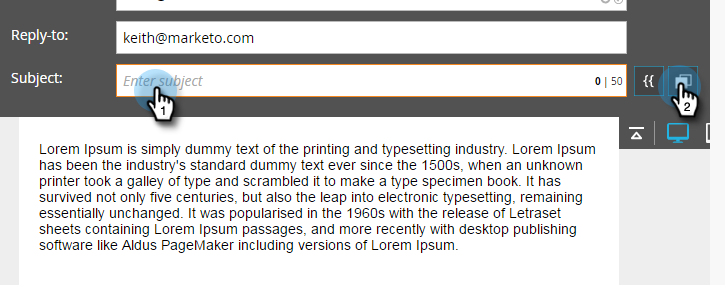 Reply-to:
keith@marketo.com
Subject:
Enter subject
0 | 50
{{
1
2
Lorem Ipsum is simply dummy text of the printing and typesetting industry. Lorem Ipsum
has been the industry's standard dummy text ever since the 1500s, when an unknown
printer took a galley of type and scrambled it to make a type specimen book. It has
survived not only five centuries, but also the leap into electronic typesetting, remaining
essentially unchanged. It was popularised in the 1960s with the release of Letraset
sheets containing Lorem Ipsum passages, and more recently with desktop publishing
software like Aldus PageMaker including versions of Lorem Ipsum.